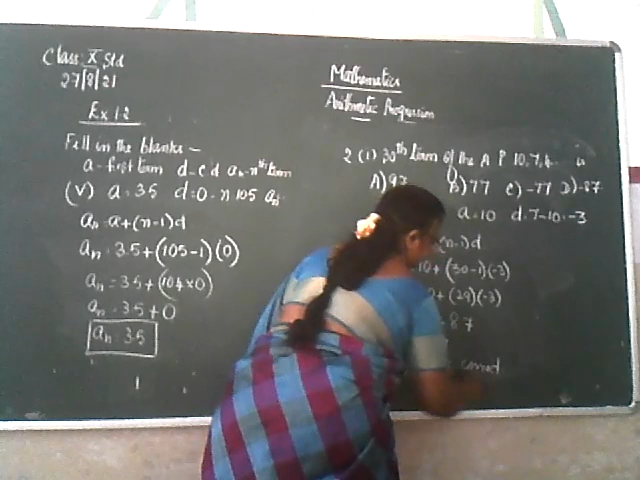 Class: X Std
27|8|21
Ex 1.2
Fill in the blanks -
a - first term d - c d an - nth term
(v) a = 3.5 d = 0 - n 105 an
an = a + (n-1)d
an = 3.5 + (105-1)(0)
an = 3.5 + (104 x 0)
an = 3.5 + 0
an = 3.5
Mathematics
Arithmetic Progression
2 (1) 30th term of the A P 10, 7, 4 .. is
A) 97 B) 77 C) -77 D) -87
a = 10 d = 7-10 = -3
(n-1)d
10 + (30-1)(-3)
+ (29)(-3)
87
correct